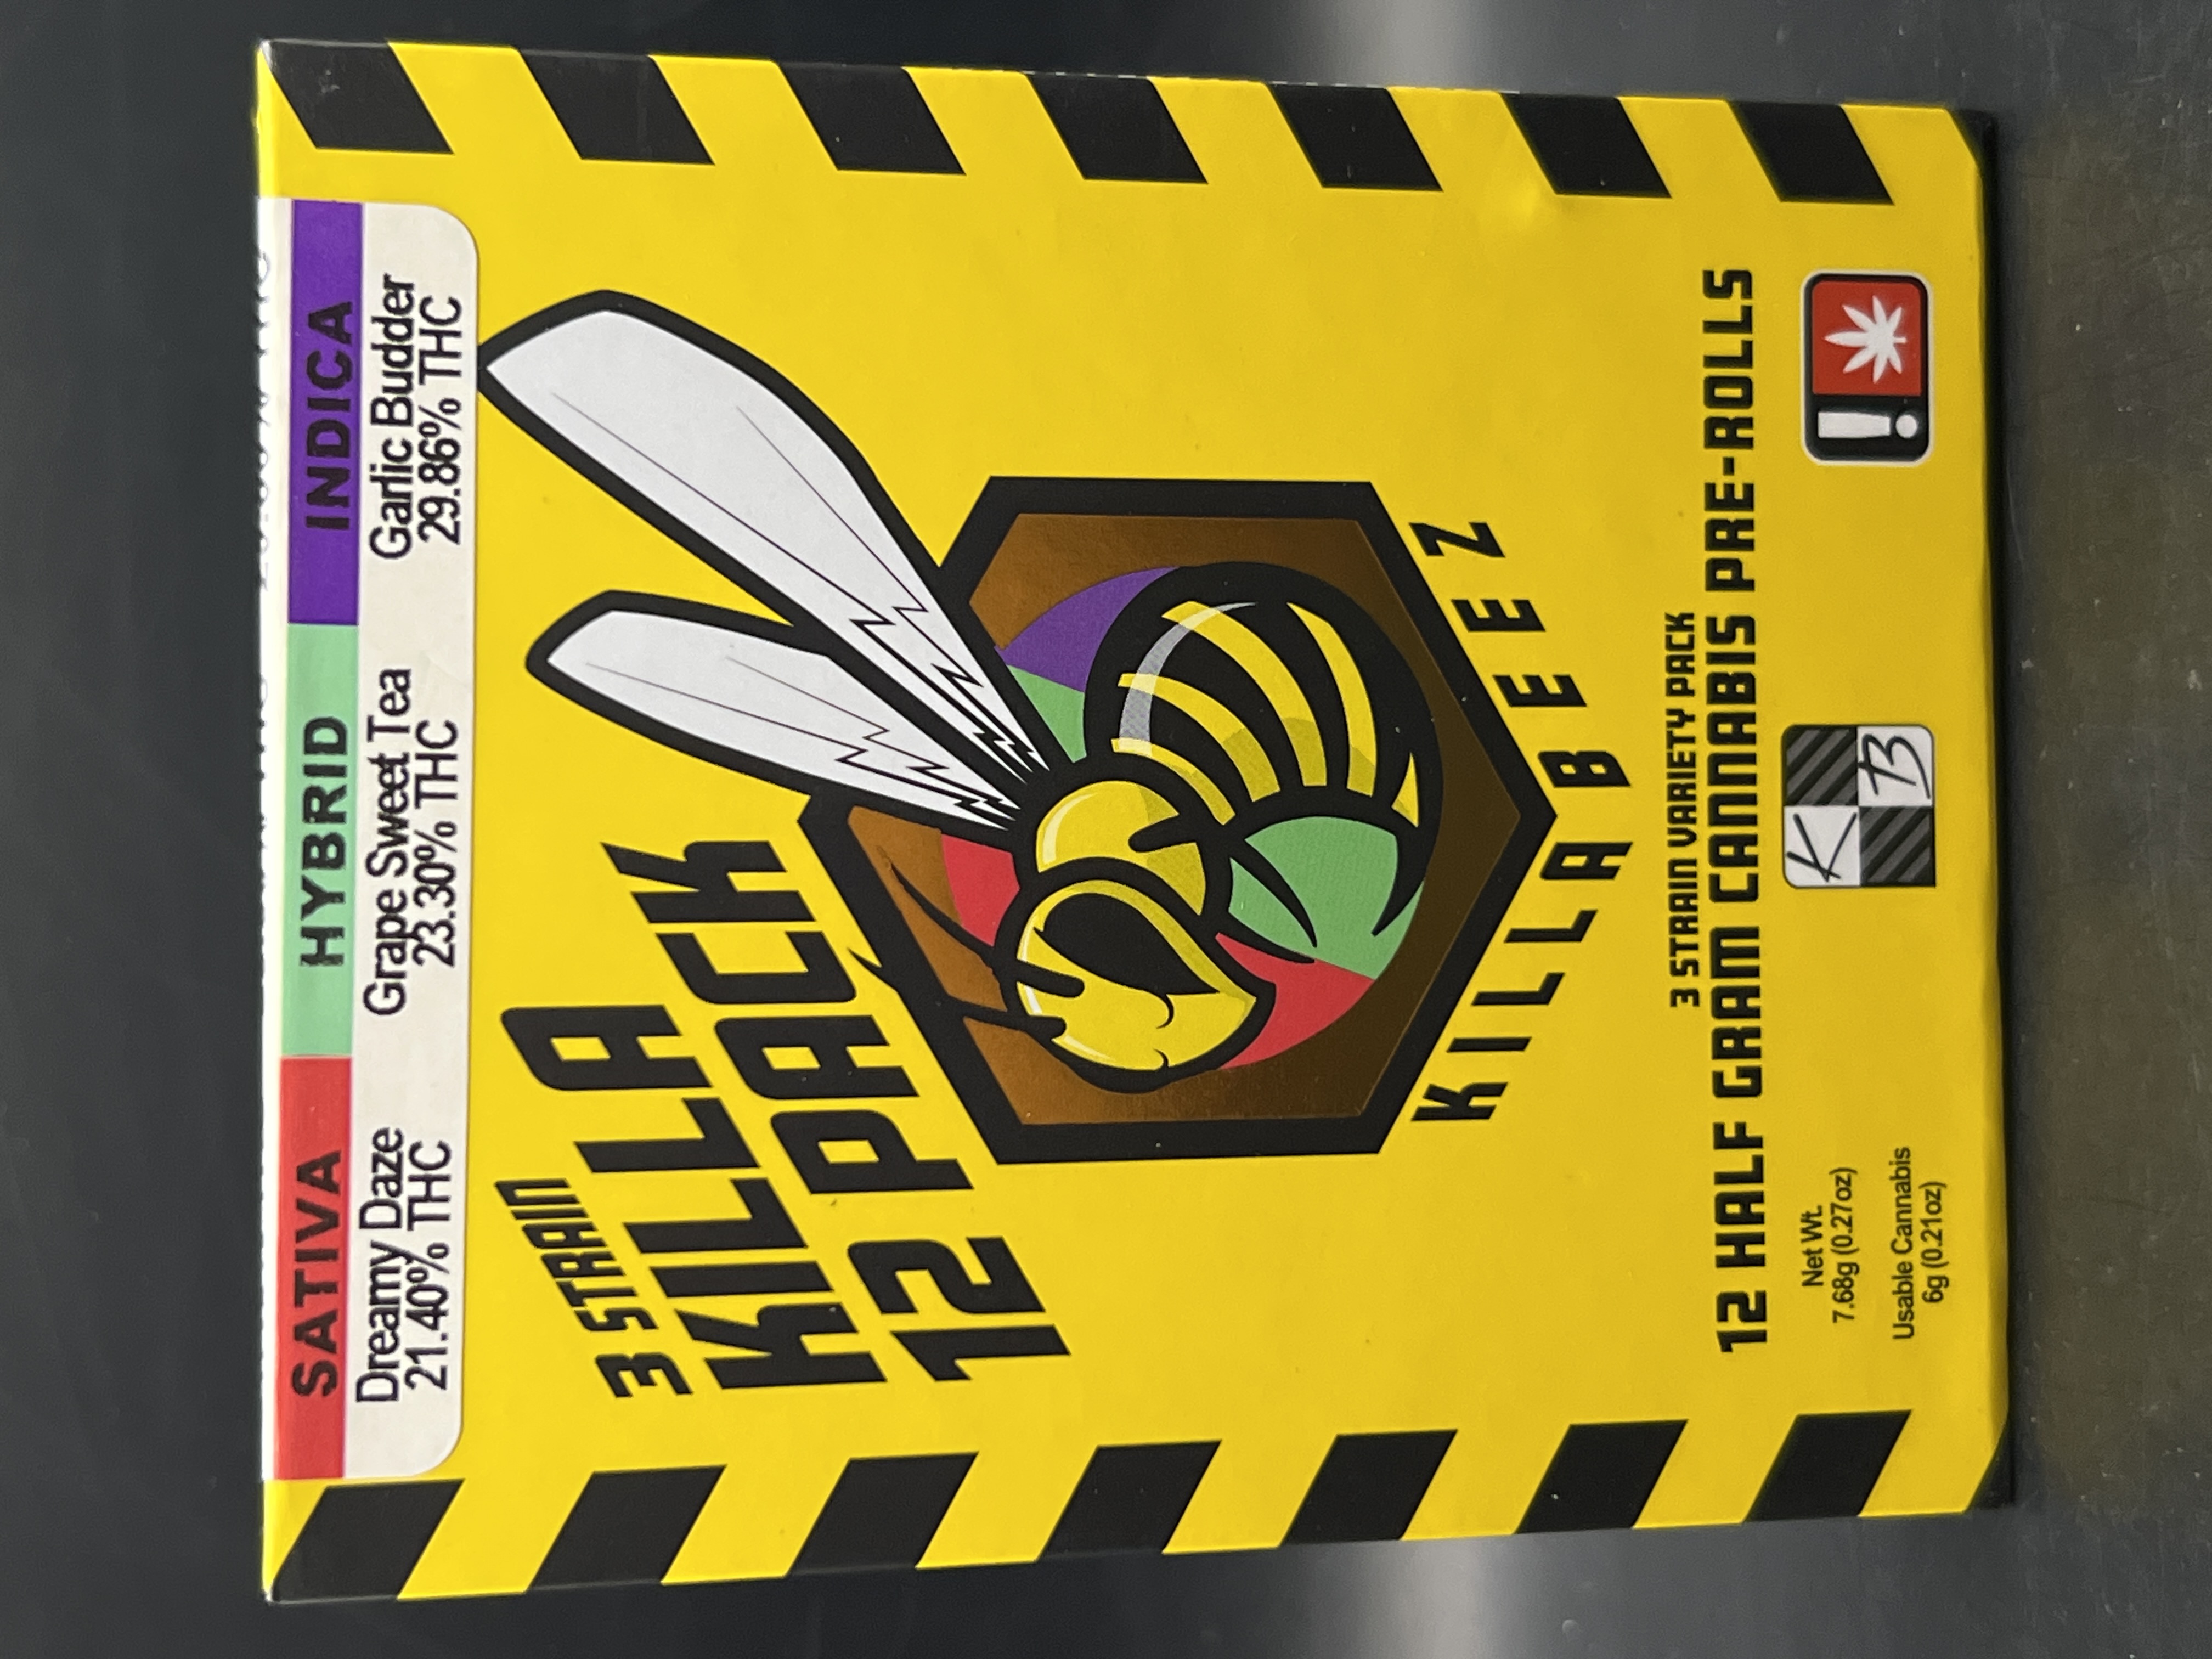 SATIVA HYBRID INDICA
Dreamy Daze Grape Sweet Tea Garlic Budder
21.40% THC 23.30% THC 29.86% THC
3 STRAIN
KILLA
KILLA
12 PACK
KILLA BEEZ
3 STRAIN VARIETY PACK
12 HALF GRAM CANNABIS PRE-ROLLS
Net Wt.
7.68g (0.27oz)
Usable Cannabis
6g (0.21oz)
K
B
!